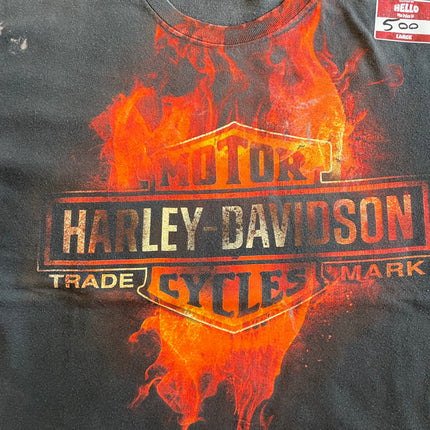 HELLO
500
LARGE
MOTOR
HARLEY-DAVIDSON
TRADE MARK
CYCLES